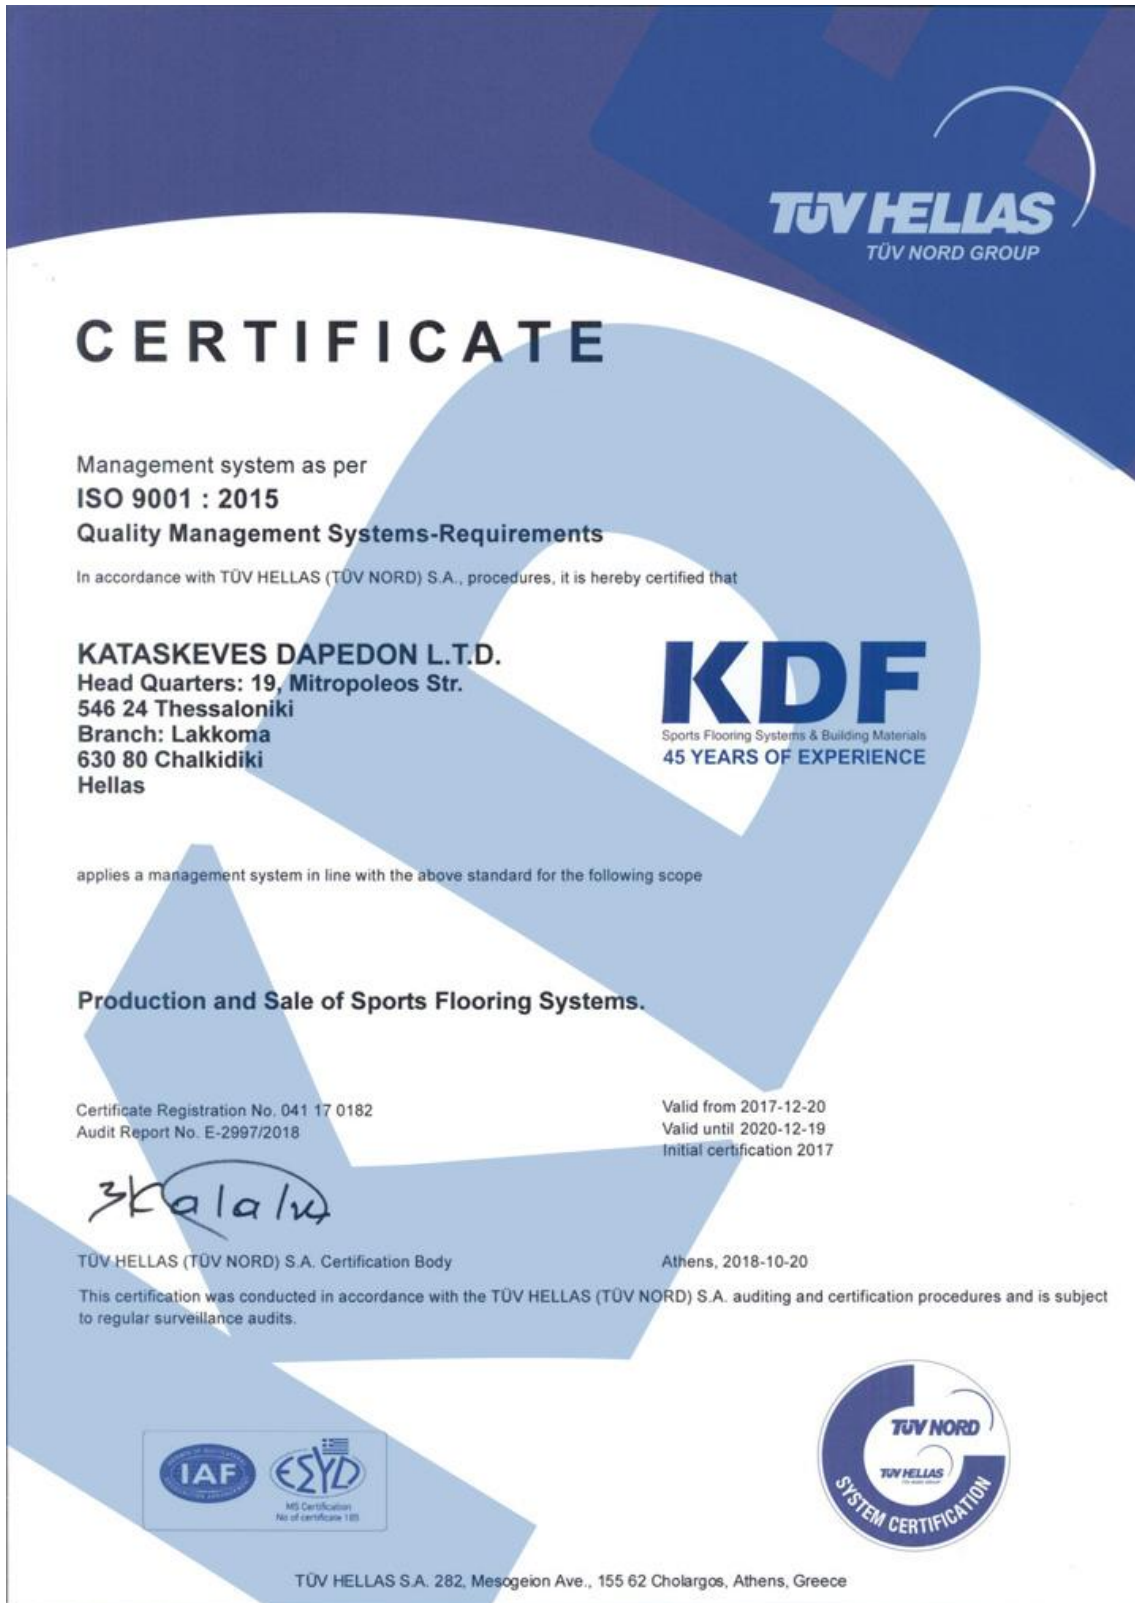 TÜV HELLAS
TÜV NORD GROUP
CERTIFICATE
Management system as per
ISO 9001 : 2015
Quality Management Systems-Requirements
In accordance with TÜV HELLAS (TÜV NORD) S.A., procedures, it is hereby certified that
KATASKEVES DAPEDON L.T.D.
Head Quarters: 19, Mitropoleos Str.
546 24 Thessaloniki
Branch: Lakkoma
630 80 Chalkidiki
Hellas
KDF
Sports Flooring Systems & Building Materials
45 YEARS OF EXPERIENCE
applies a management system in line with the above standard for the following scope
Production and Sale of Sports Flooring Systems.
Certificate Registration No. 041 17 0182
Audit Report No. E-2997/2018
Valid from 2017-12-20
Valid until 2020-12-19
Initial certification 2017
TÜV HELLAS (TÜV NORD) S.A. Certification Body
Athens, 2018-10-20
This certification was conducted in accordance with the TÜV HELLAS (TÜV NORD) S.A. auditing and certification procedures and is subject
to regular surveillance audits.
IAF
ESYD
MS Certification
No of certificate 185
TÜV NORD
TÜV HELLAS
SYSTEM CERTIFICATION
TÜV HELLAS S.A. 282, Mesogeion Ave., 155 62 Cholargos, Athens, Greece
KD